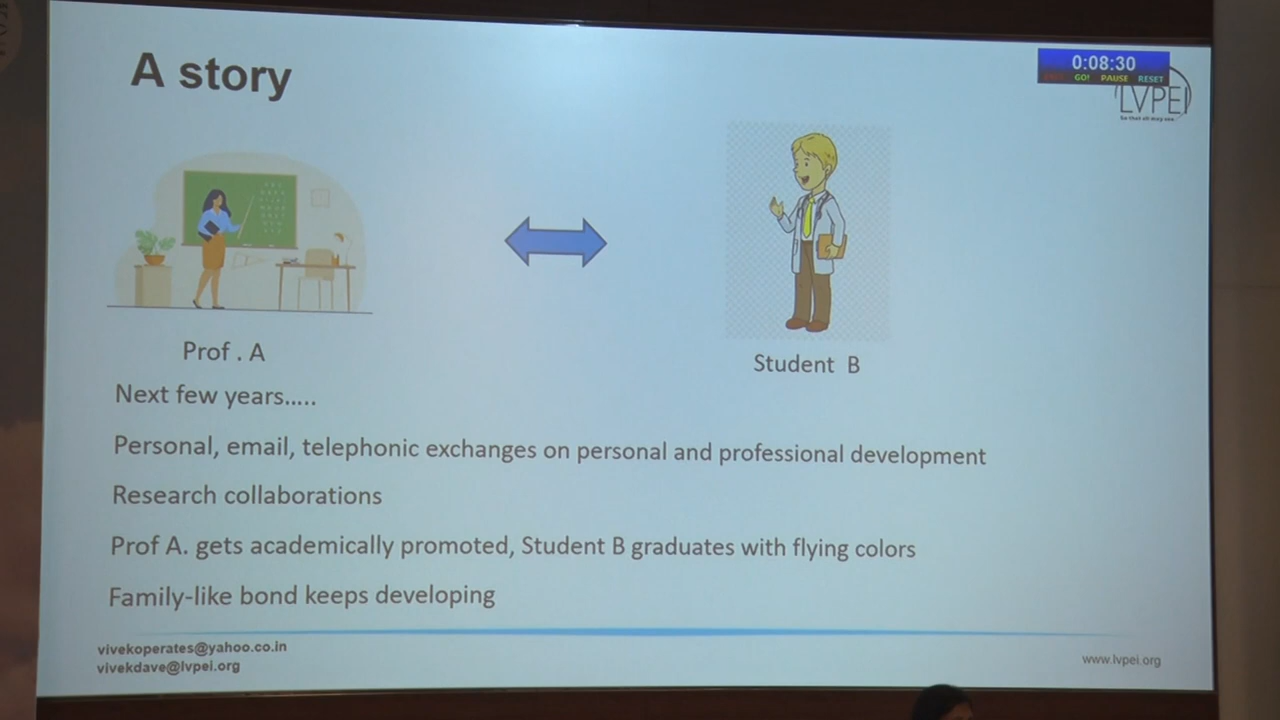 A story
0:08:30
GO! PAUSE RESET
LVPEI
So that all may see
Prof . A
Student B
Next few years.....
Personal, email, telephonic exchanges on personal and professional development
Research collaborations
Prof A. gets academically promoted, Student B graduates with flying colors
Family-like bond keeps developing
vivekoperates@yahoo.co.in
vivekdave@lvpei.org
www.lvpei.org